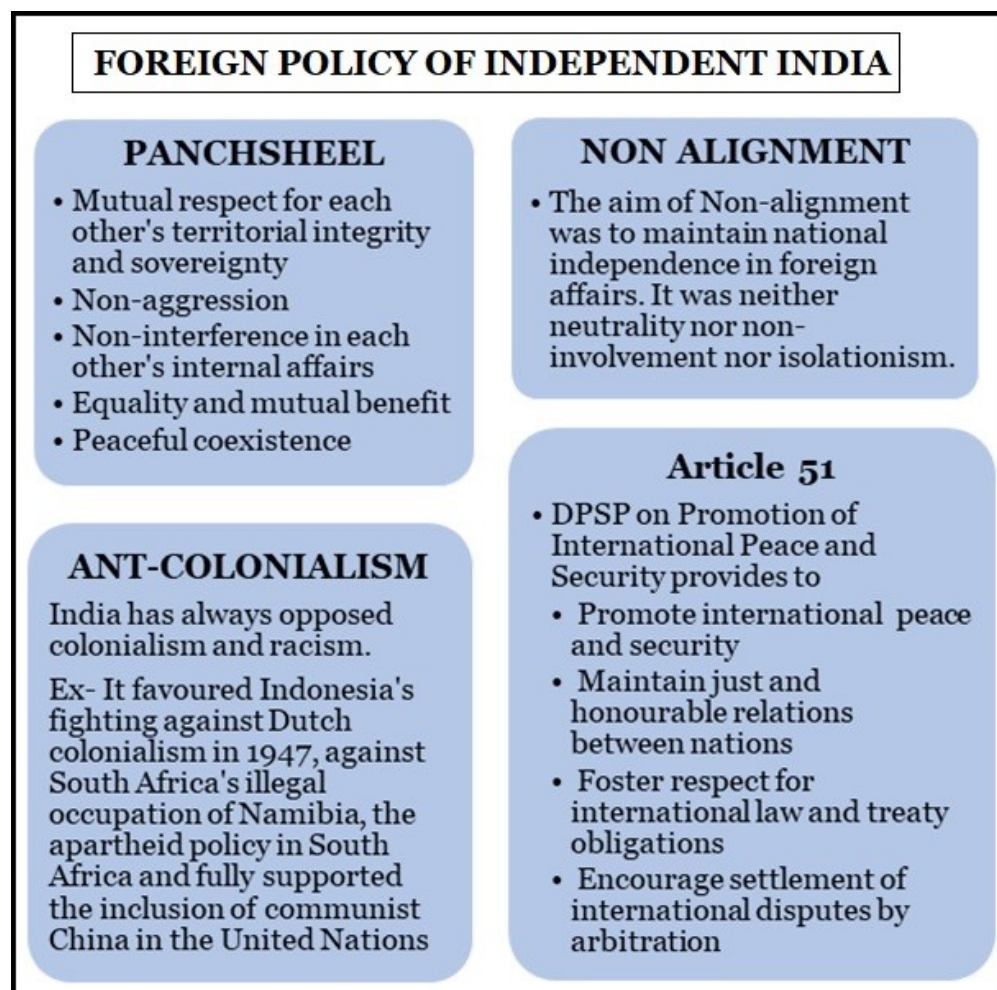 FOREIGN POLICY OF INDEPENDENT INDIA
PANCHSHEEL
• Mutual respect for each
other's territorial integrity
and sovereignty
• Non-aggression
• Non-interference in each
other's internal affairs
• Equality and mutual benefit
• Peaceful coexistence
NON ALIGNMENT
• The aim of Non-alignment
was to maintain national
independence in foreign
affairs. It was neither
neutrality nor non-
involvement nor isolationism.
ANT-COLONIALISM
India has always opposed
colonialism and racism.
Ex- It favoured Indonesia's
fighting against Dutch
colonialism in 1947, against
South Africa's illegal
occupation of Namibia, the
apartheid policy in South
Africa and fully supported
the inclusion of communist
China in the United Nations
Article 51
• DPSP on Promotion of
International Peace and
Security provides to
• Promote international peace
and security
• Maintain just and
honourable relations
between nations
• Foster respect for
international law and treaty
obligations
• Encourage settlement of
international disputes by
arbitration